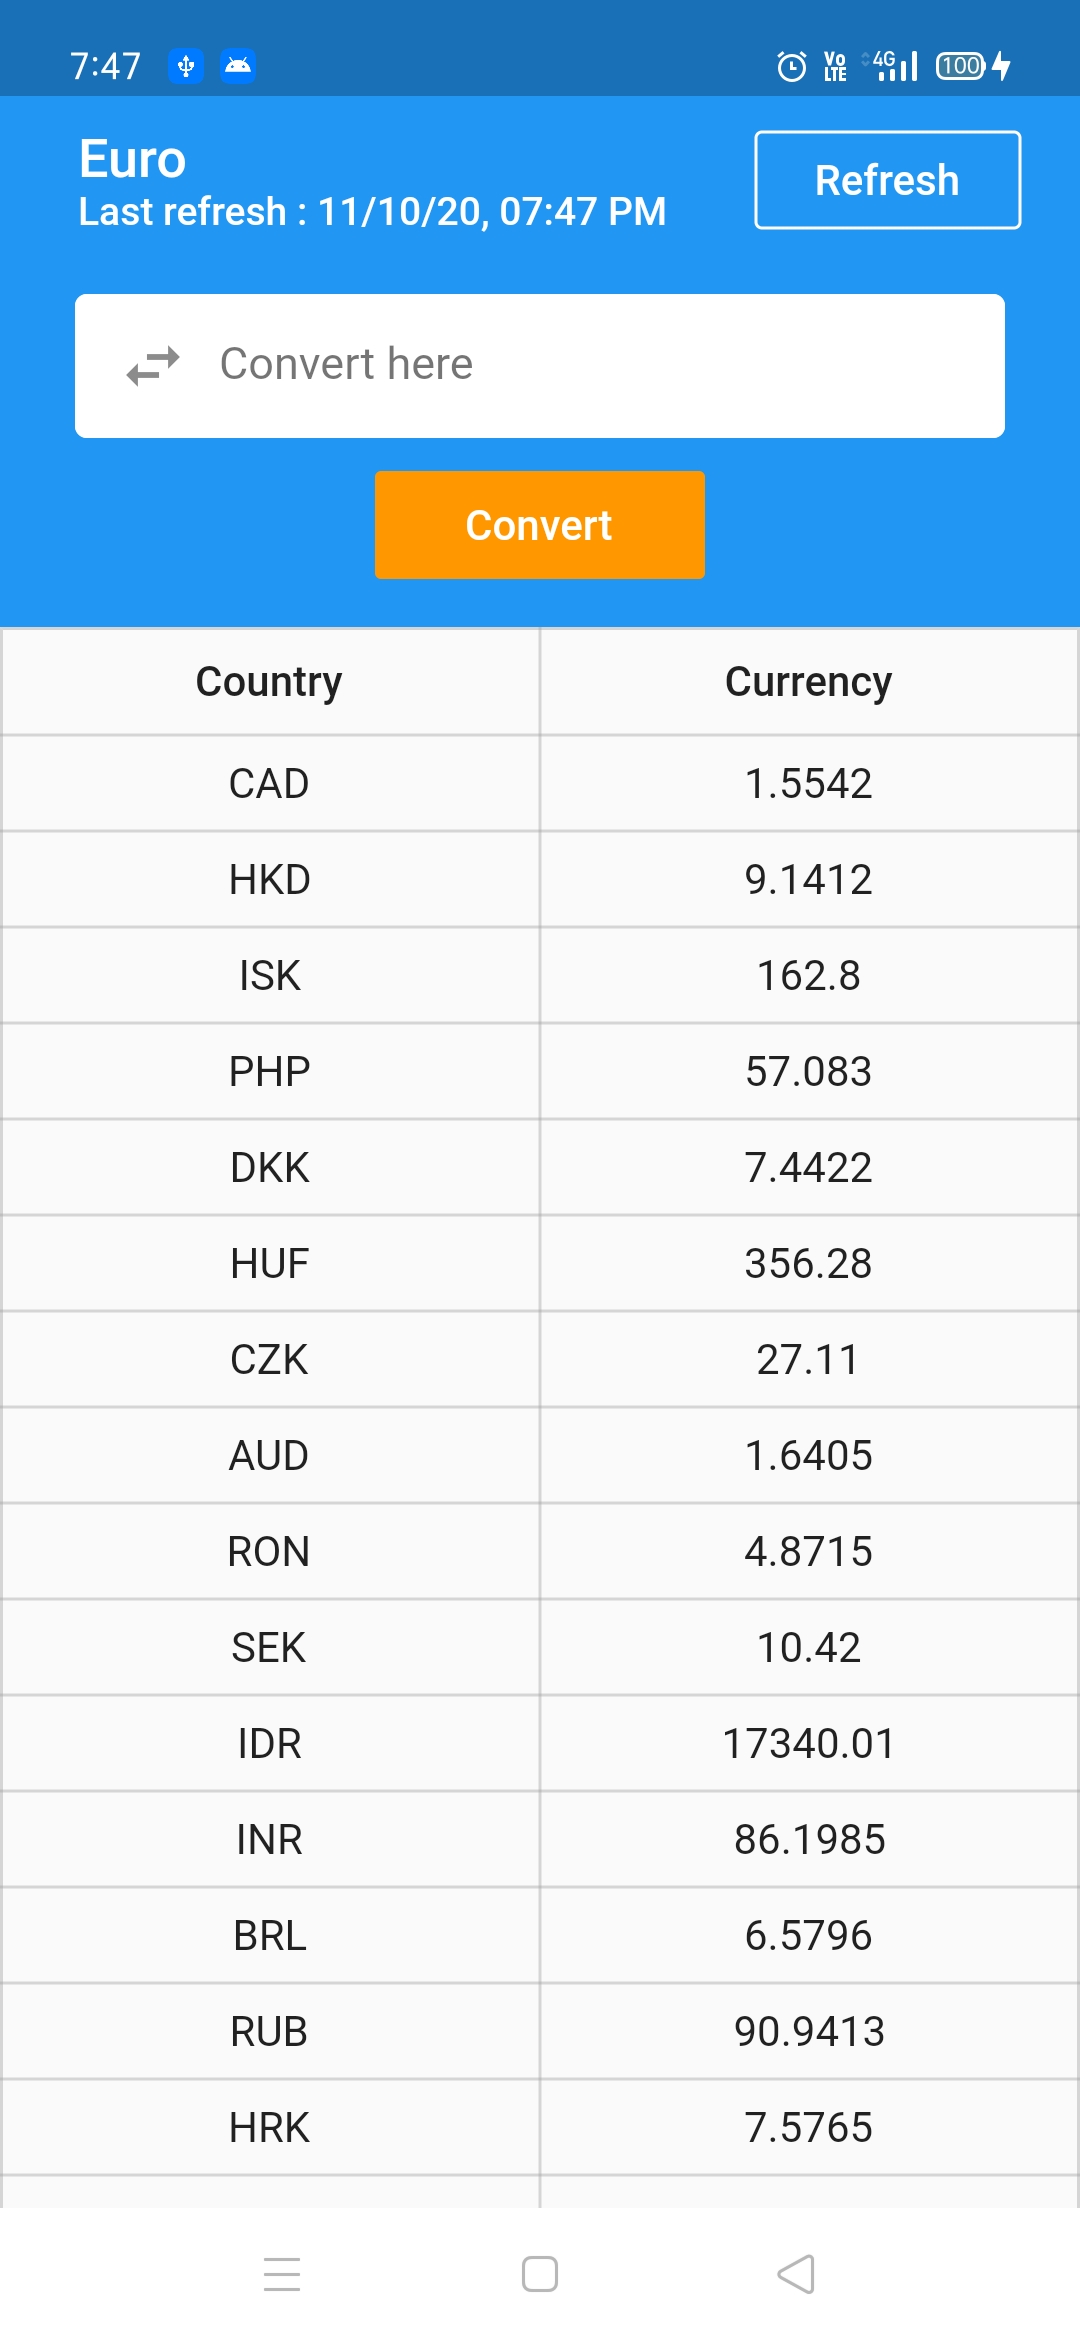 7:47 Vo LTE 4G 100
Euro
Last refresh : 11/10/20, 07:47 PM
Refresh
Convert here
Convert
Country Currency
CAD 1.5542
HKD 9.1412
ISK 162.8
PHP 57.083
DKK 7.4422
HUF 356.28
CZK 27.11
AUD 1.6405
RON 4.8715
SEK 10.42
IDR 17340.01
INR 86.1985
BRL 6.5796
RUB 90.9413
HRK 7.5765